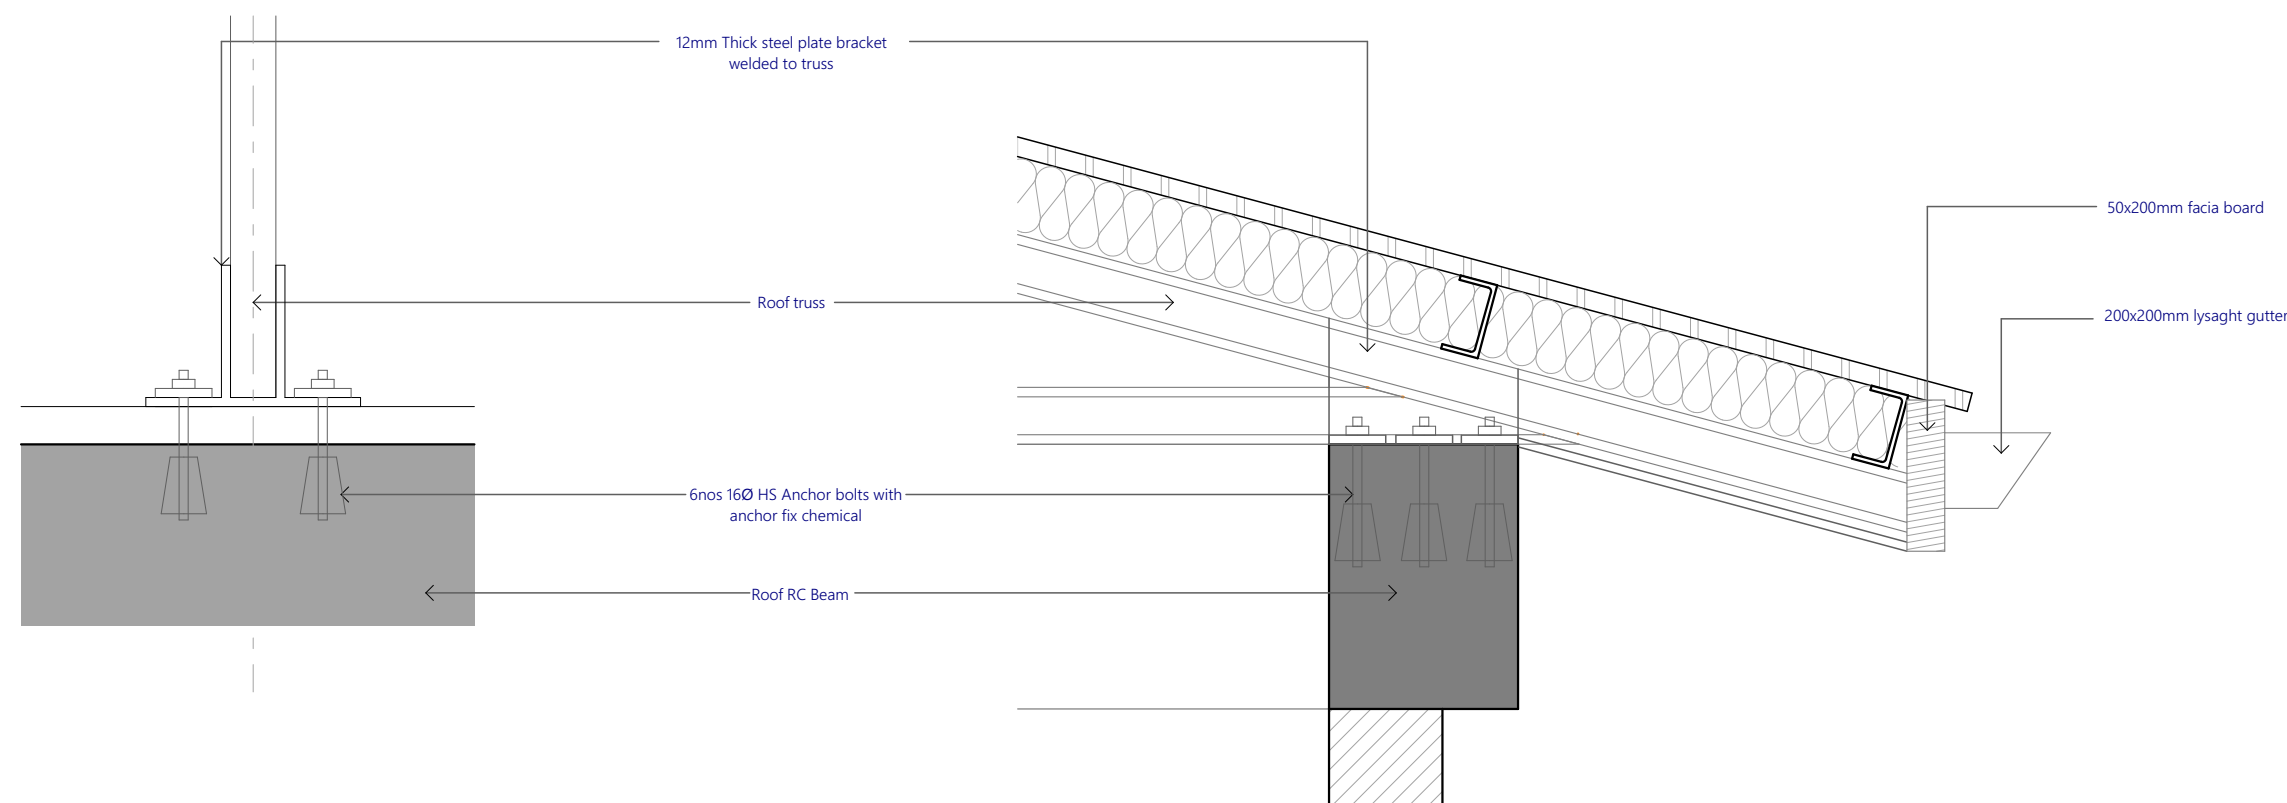 12mm Thick steel plate bracket
welded to truss
50x200mm facia board
Roof truss
200x200mm lysaght gutter
6nos 16Ø HS Anchor bolts with
anchor fix chemical
Roof RC Beam